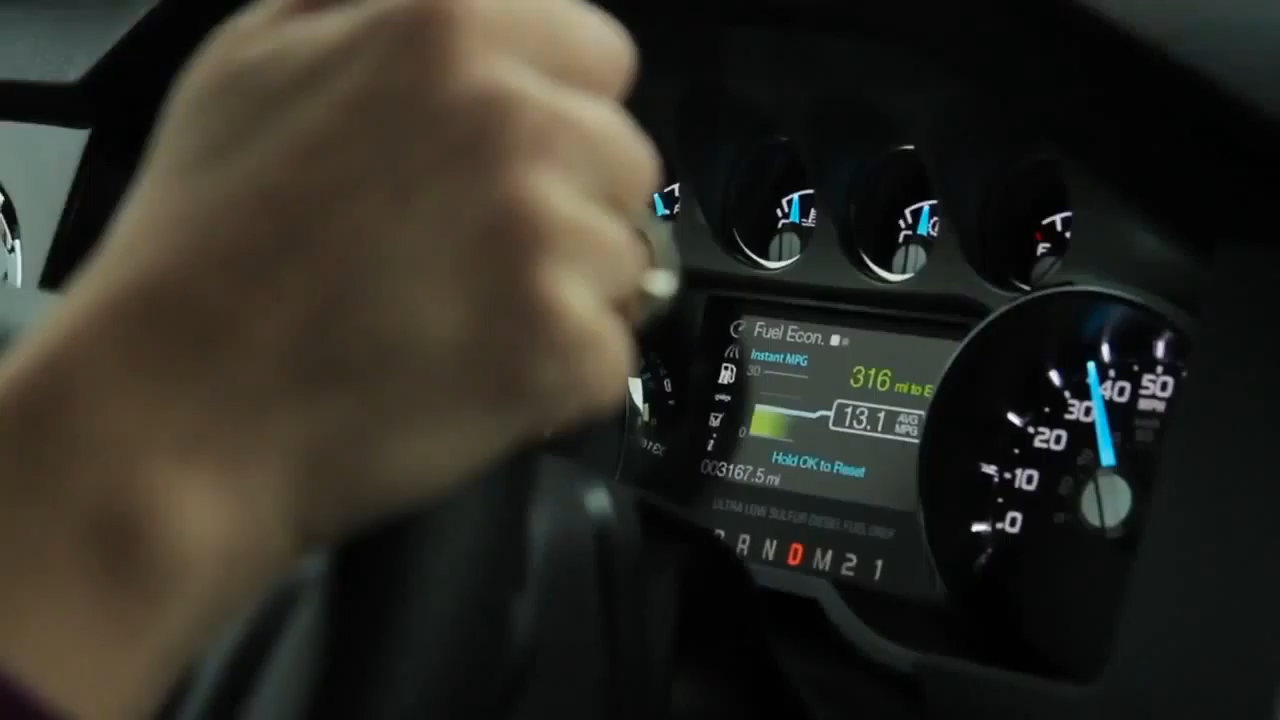 Fuel Econ.
Instant MPG
30
316 mi to E
13.1 AVG MPG
0
Hold OK to Reset
003167.5 mi
ULTRA LOW SULFUR DIESEL FUEL ONLY
R N D M 2 1
F
50
40
30
20
10
0
MPH